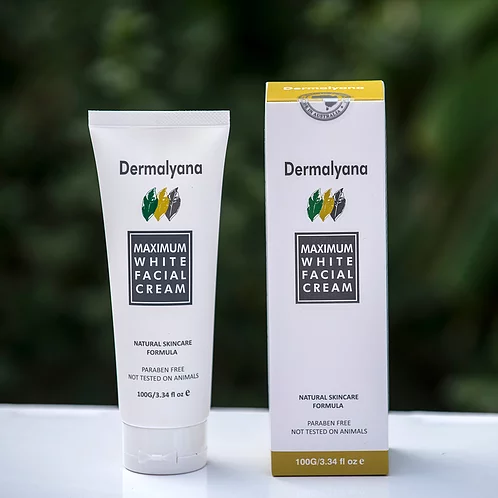 Dermalyana
MAXIMUM
WHITE
FACIAL
CREAM
NATURAL SKINCARE
FORMULA
PARABEN FREE
NOT TESTED ON ANIMALS
100G/3.34 fl oz e
Dermalyana
Dermalyana
MAXIMUM
WHITE
FACIAL
CREAM
NATURAL SKINCARE
FORMULA
PARABEN FREE
NOT TESTED ON ANIMALS
100G/3.34 fl oz e